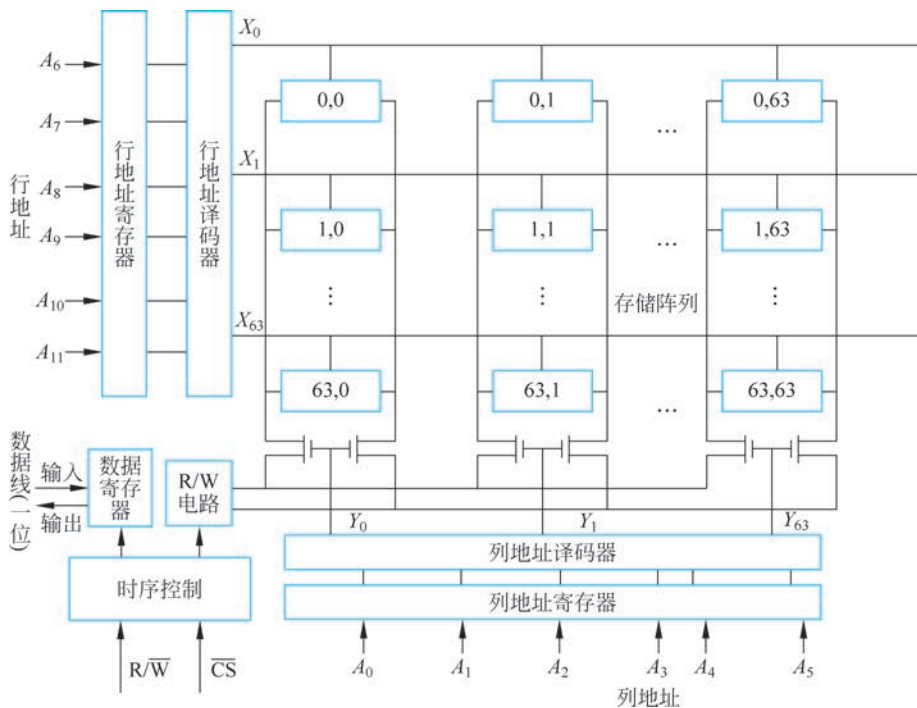 X₀
A₆
0,0
0,1
0,63
A₇
…
行地址
行地址寄存器
行地址译码器
X₁
A₈
1,0
1,1
1,63
A₉
…
⋮
⋮
⋮
A₁₀
存储阵列
X₆₃
A₁₁
63,0
63,1
63,63
…
数据线(一位)
输入
输出
数据寄存器
R/W
电路
Y₀
Y₁
Y₆₃
列地址译码器
时序控制
列地址寄存器
R/W̅
C̅S̅
A₀
A₁
A₂
A₃
A₄
A₅
列地址